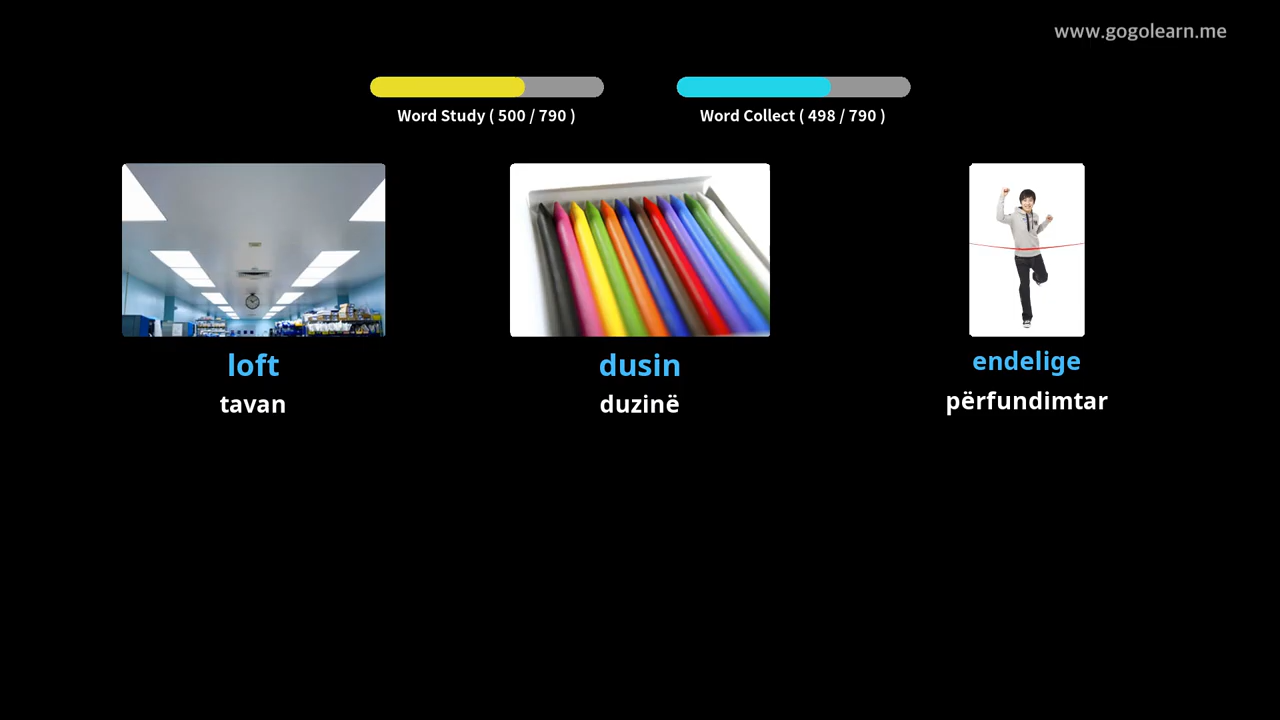 www.gogolearn.me
Word Study ( 500 / 790 )
Word Collect ( 498 / 790 )
loft
tavan
dusin
duzinë
endelige
përfundimtar